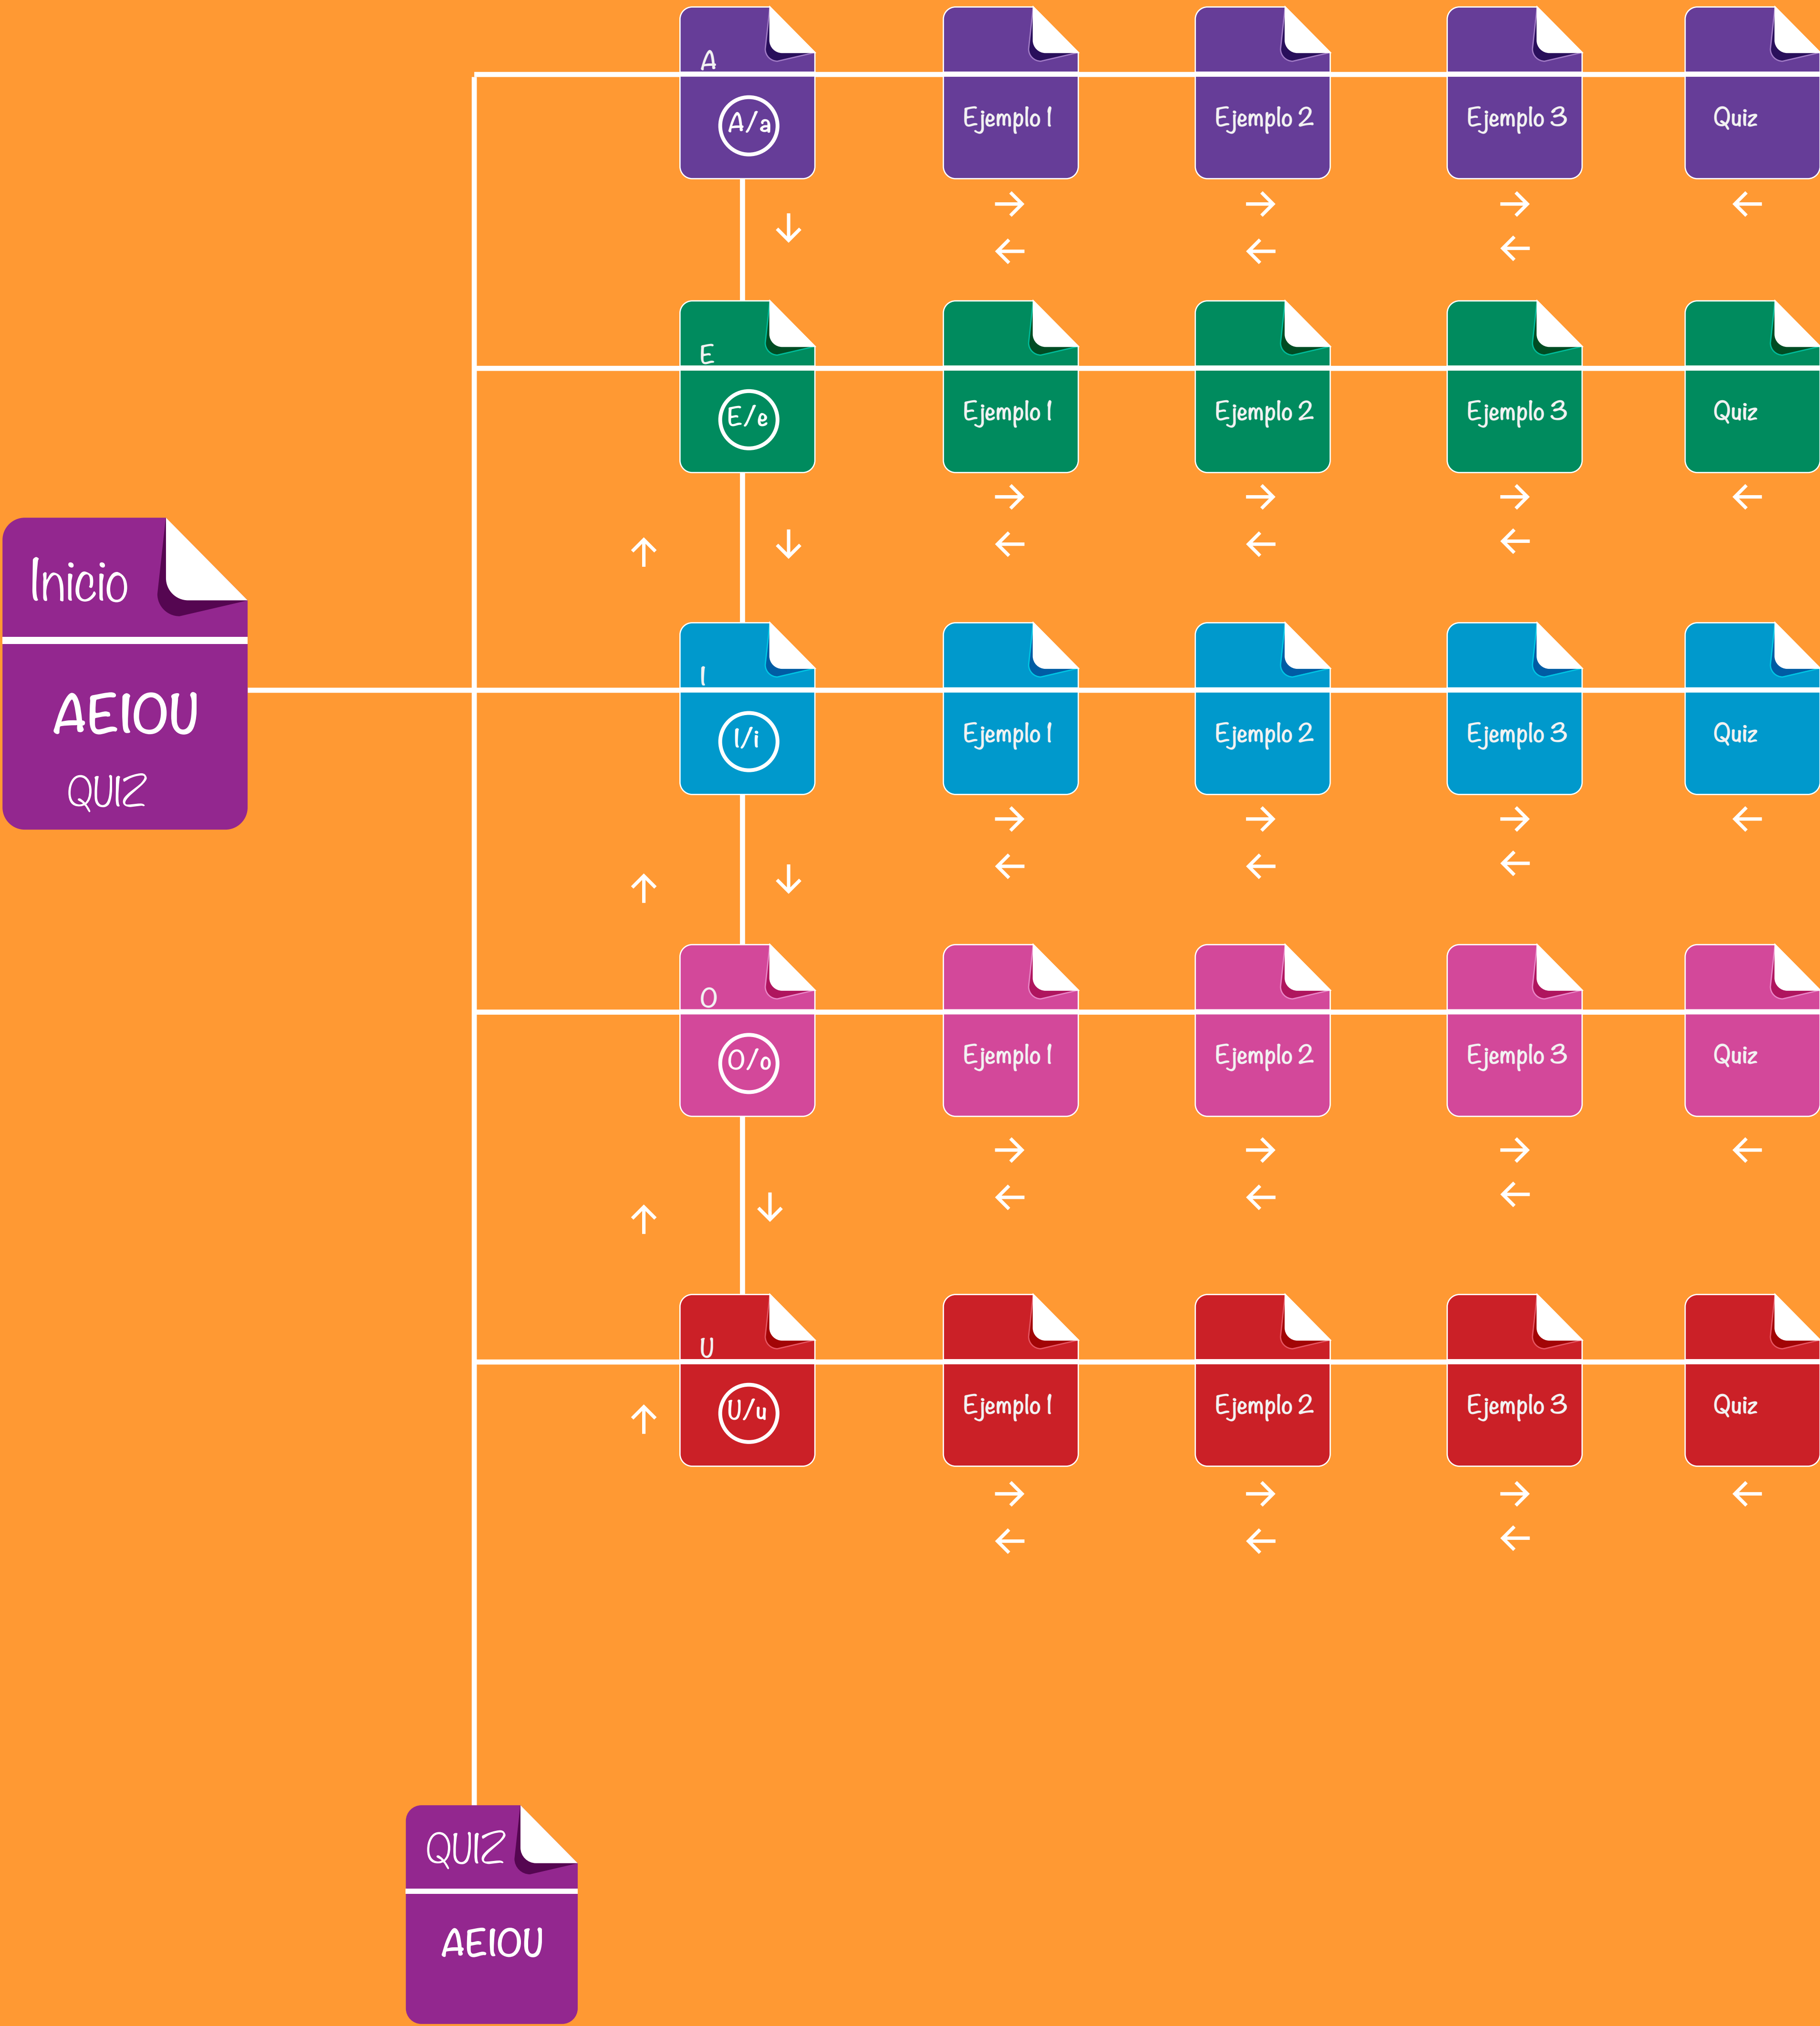 A
A/a
Ejemplo 1
Ejemplo 2
Ejemplo 3
Quiz
E
E/e
Ejemplo 1
Ejemplo 2
Ejemplo 3
Quiz
Inicio
AEIOU
QUIZ
I
I/i
Ejemplo 1
Ejemplo 2
Ejemplo 3
Quiz
O
O/o
Ejemplo 1
Ejemplo 2
Ejemplo 3
Quiz
U
U/u
Ejemplo 1
Ejemplo 2
Ejemplo 3
Quiz
QUIZ
AEIOU